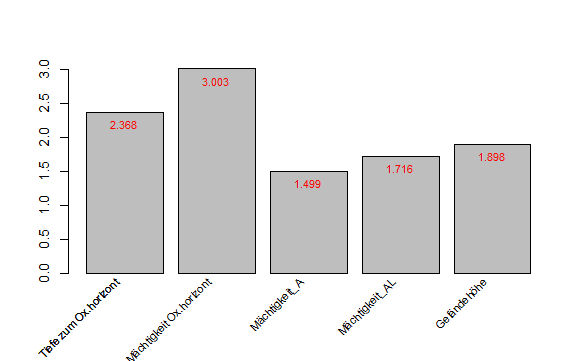 3.0
2.5
2.0
1.5
1.0
0.5
0.0
2.368
3.003
1.499
1.716
1.898
Tiefe zum Ox.horizont
Mächtigkeit Ox.horizont
Mächtigkeit_A
Mächtigkeit_AL
Geländehöhe